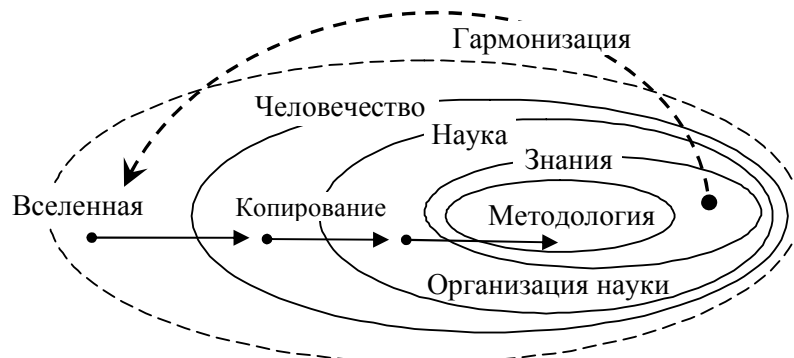 Гармонизация
Человечество
Наука
Знания
Вселенная
Копирование
Методология
Организация науки